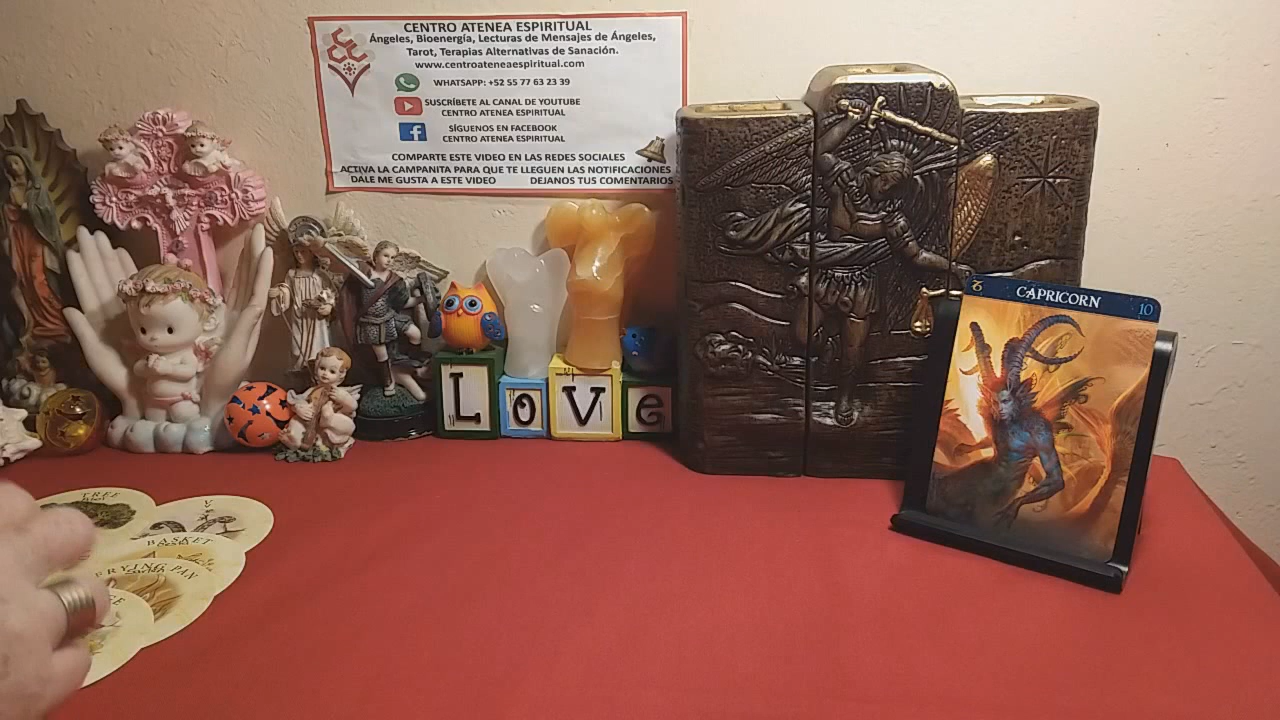 CENTRO ATENEA ESPIRITUAL
Ángeles, Bioenergía, Lecturas de Mensajes de Ángeles,
Tarot, Terapias Alternativas de Sanación.
www.centroateneaespiritual.com
WHATSAPP: +52 55 77 63 23 39
SUSCRÍBETE AL CANAL DE YOUTUBE
CENTRO ATENEA ESPIRITUAL
SÍGUENOS EN FACEBOOK
CENTRO ATENEA ESPIRITUAL
COMPARTE ESTE VIDEO EN LAS REDES SOCIALES
ACTIVA LA CAMPANITA PARA QUE TE LLEGUEN LAS NOTIFICACIONES
DALE ME GUSTA A ESTE VIDEO DEJANOS TUS COMENTARIOS
CAPRICORN 10
LOVe
TREE
BASKET
FRYING PAN